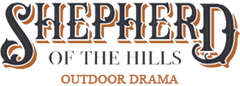 SHEPHERD
OF THE HILLS
OUTDOOR DRAMA